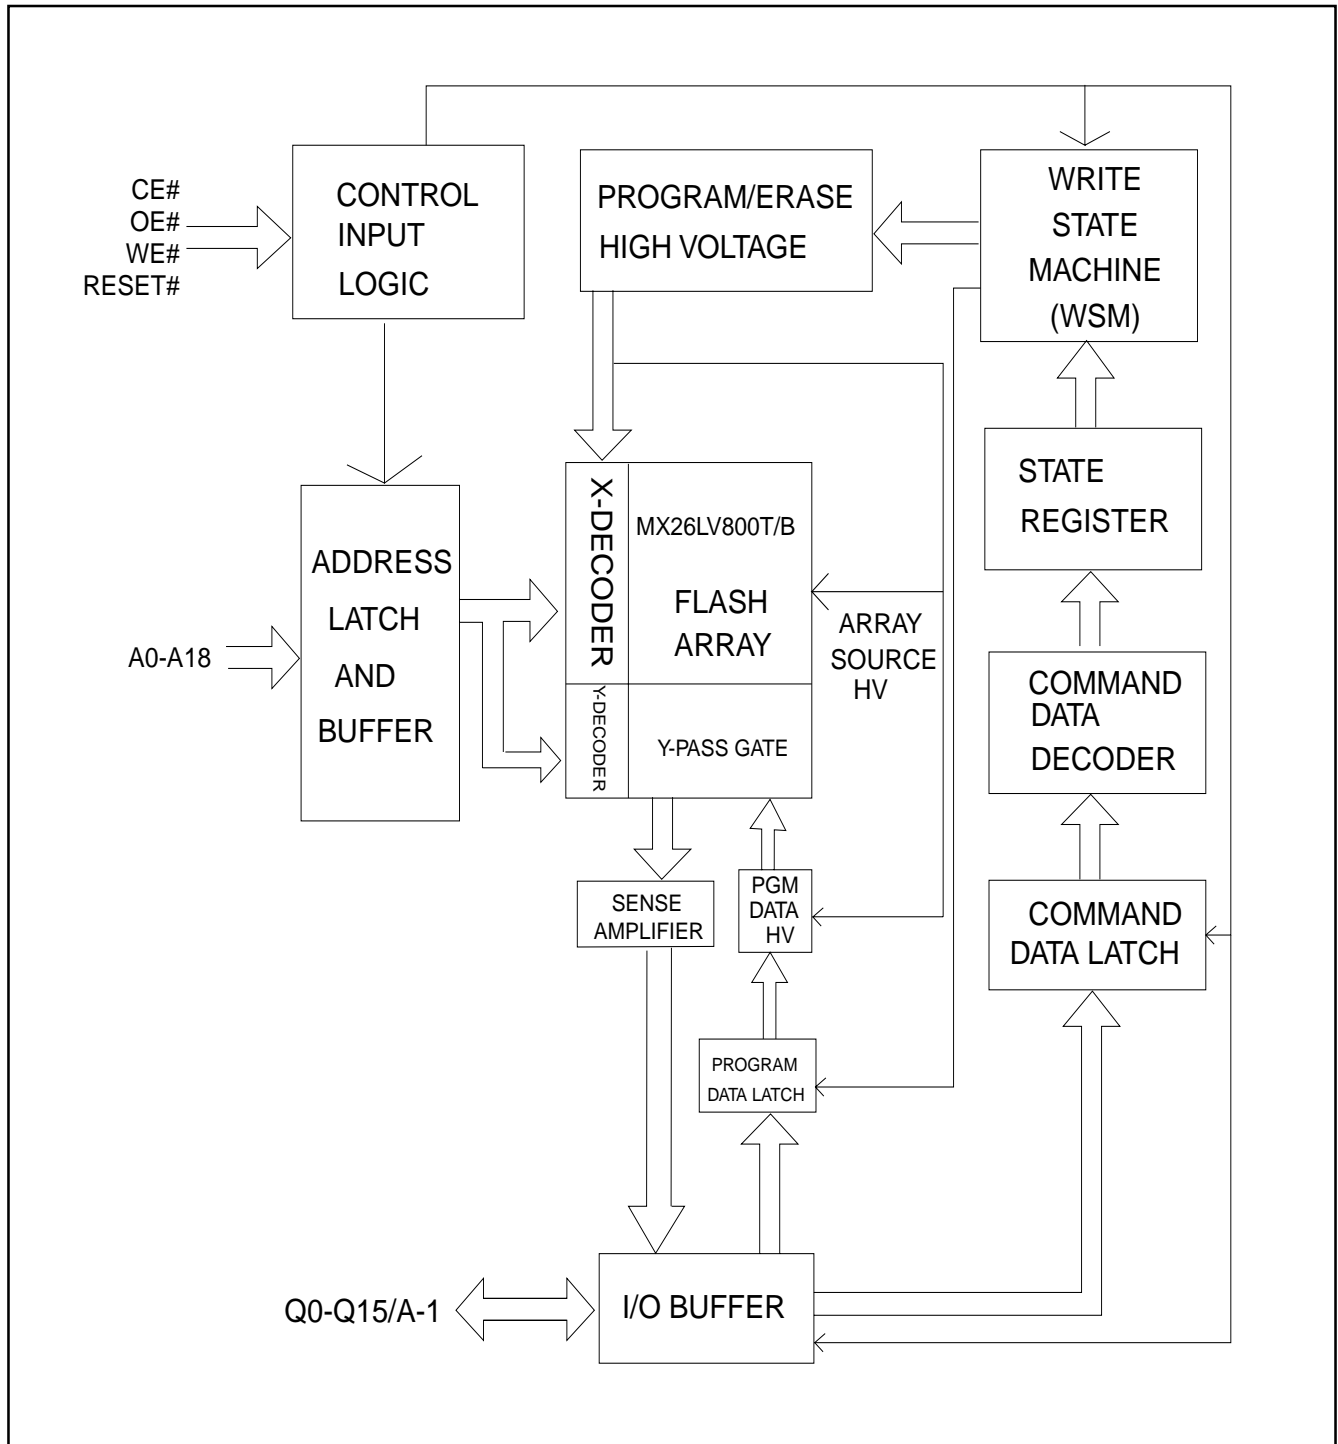 CE#
OE#
WE#
RESET#
CONTROL
INPUT
LOGIC
PROGRAM/ERASE
HIGH VOLTAGE
WRITE
STATE
MACHINE
(WSM)
STATE
REGISTER
ADDRESS
LATCH
AND
BUFFER
A0-A18
X-DECODER
MX26LV800T/B
FLASH
ARRAY
ARRAY
SOURCE
HV
Y-DECODER
Y-PASS GATE
COMMAND
DATA
DECODER
SENSE
AMPLIFIER
PGM
DATA
HV
COMMAND
DATA LATCH
PROGRAM
DATA LATCH
Q0-Q15/A-1
I/O BUFFER